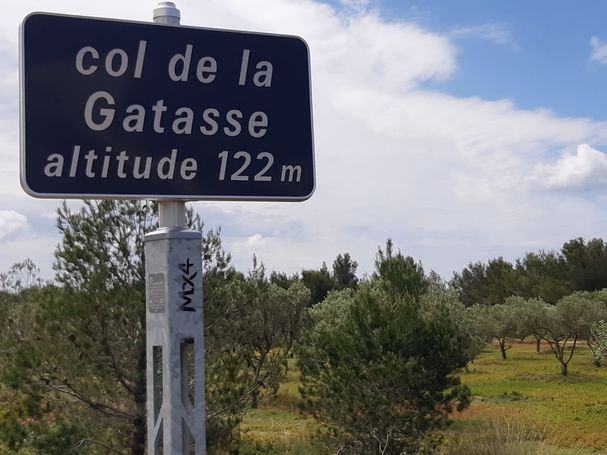 col de la
Gatasse
altitude 122 m
MX4